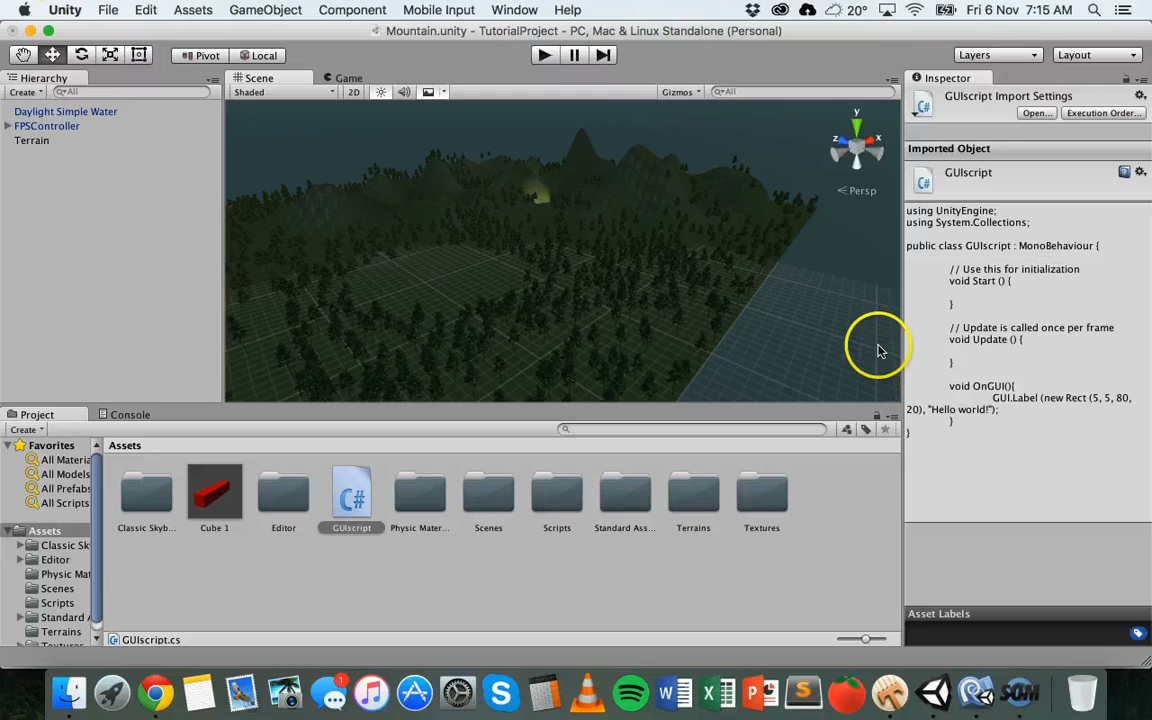 Unity File Edit Assets GameObject Component Mobile Input Window Help 20° Fri 6 Nov 7:15 AM
Mountain.unity - TutorialProject - PC, Mac & Linux Standalone (Personal)
Pivot Local Layers Layout
Hierarchy Scene Game Inspector
Create All Shaded 2D Gizmos All
GUIscript Import Settings
Open... Execution Order...
Daylight Simple Water
FPSController
Terrain
y
z x
Persp
Imported Object
GUIscript
using UnityEngine;
using System.Collections;
public class GUIscript : MonoBehaviour {
// Use this for initialization
void Start () {
}
// Update is called once per frame
void Update () {
}
void OnGUI(){
GUI.Label (new Rect (5, 5, 80,
20), "Hello world!");
}
}
Project Console
Create
Favorites
All Materia
All Models
All Prefabs
All Scripts
Assets
Classic Sk
Editor
Physic Mat
Scenes
Scripts
Standard A
Terrains
Textures
Assets
Classic Skyb... Cube 1 Editor GUIscript Physic Mater... Scenes Scripts Standard Ass... Terrains Textures
C#
GUIscript.cs
Asset Labels
1
W X P S SOM